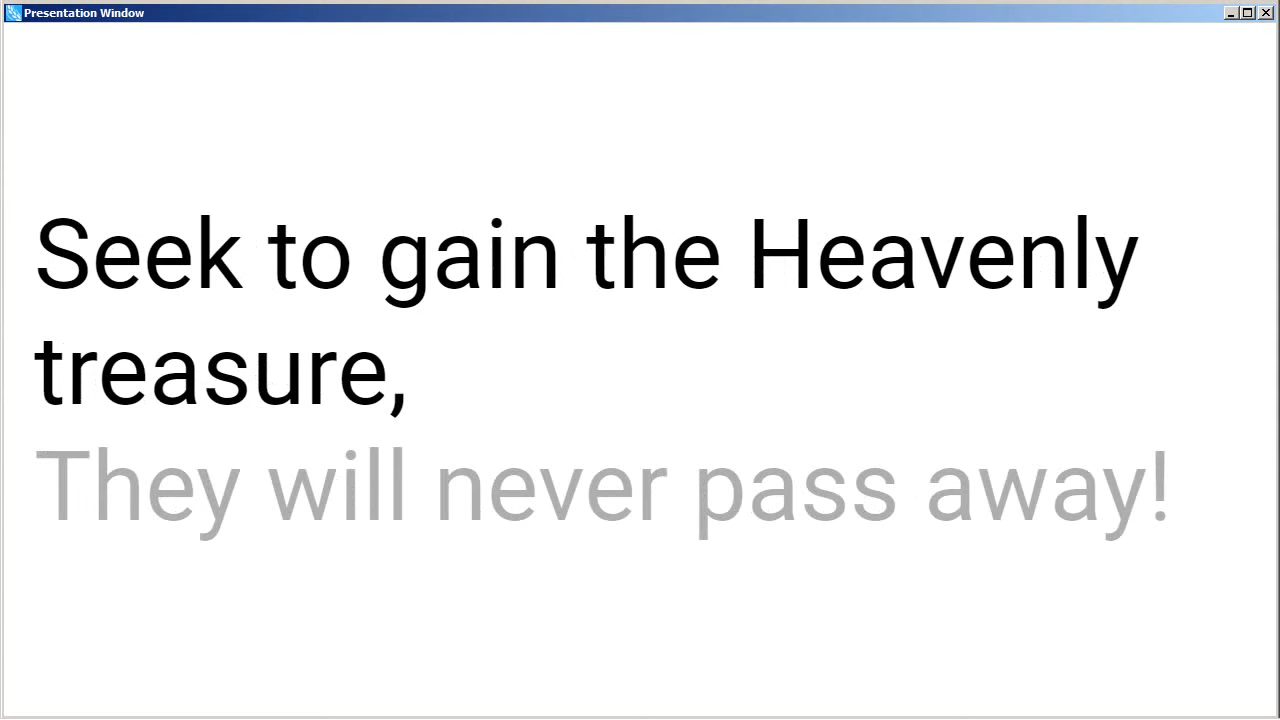 Presentation Window
Seek to gain the Heavenly
treasure,
They will never pass away!